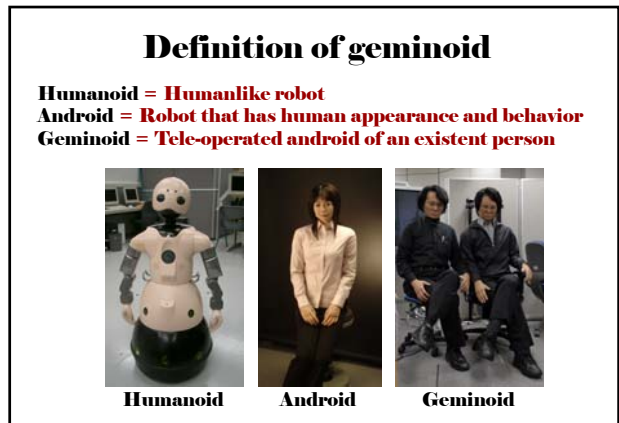 Definition of geminoid
Humanoid = Humanlike robot
Android = Robot that has human appearance and behavior
Geminoid = Tele-operated android of an existent person
Humanoid Android Geminoid